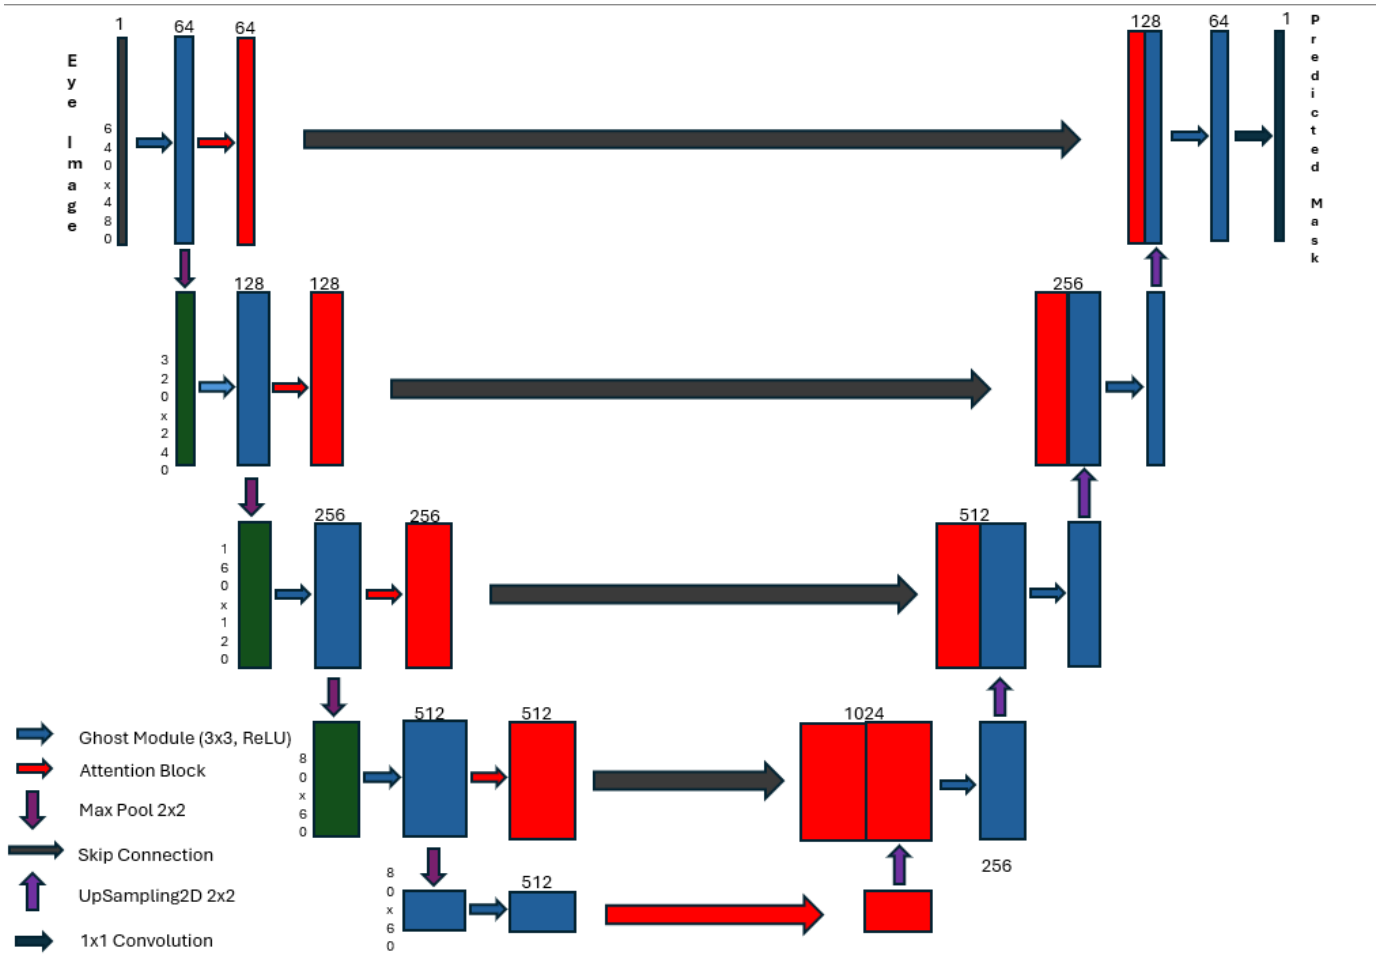 1
64
64
128
64
1
Eye Image
640x480
Predicted Mask
128
128
256
320x240
256
256
512
160x120
512
512
1024
80x60
256
512
80x60
Ghost Module (3x3, ReLU)
Attention Block
Max Pool 2x2
Skip Connection
UpSampling2D 2x2
1x1 Convolution